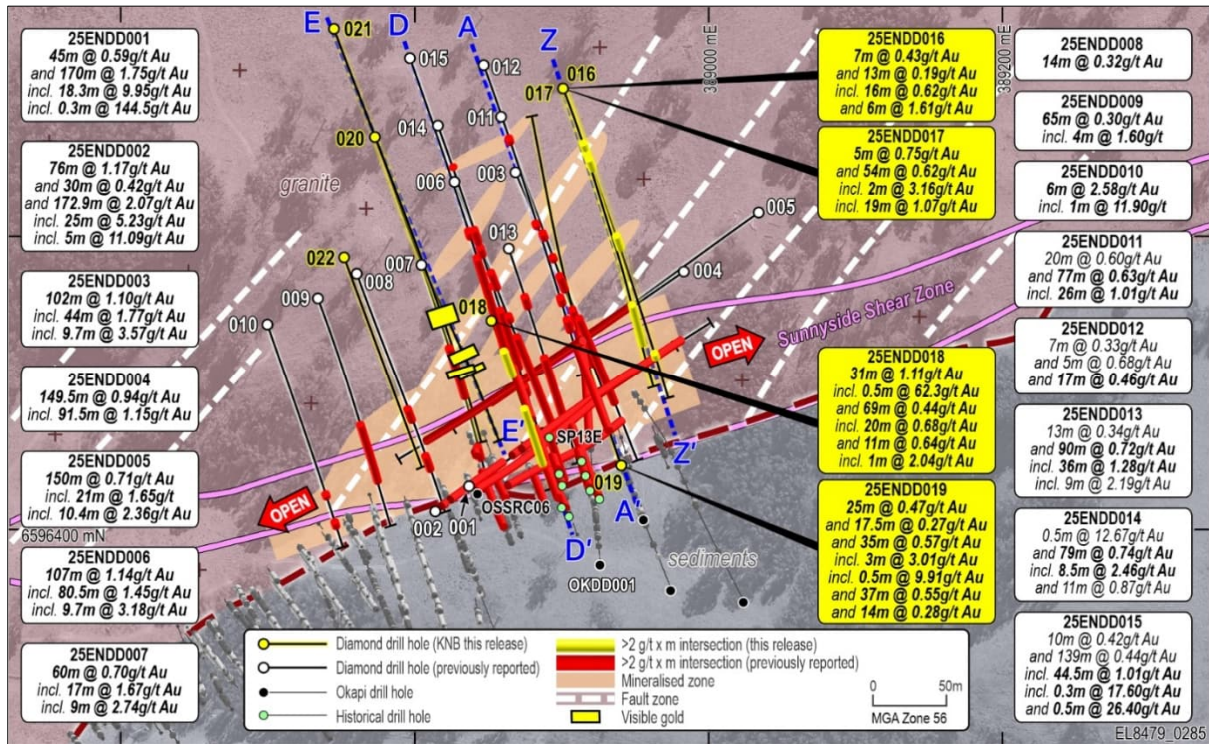 25ENDD001
45m @ 0.59g/t Au
and 170m @ 1.75g/t Au
incl. 18.3m @ 9.95g/t Au
incl. 0.3m @ 144.5g/t Au
25ENDD002
76m @ 1.17g/t Au
and 30m @ 0.42g/t Au
and 172.9m @ 2.07g/t Au
incl. 25m @ 5.23g/t Au
incl. 5m @ 11.09g/t Au
25ENDD003
102m @ 1.10g/t Au
incl. 44m @ 1.77g/t Au
incl. 9.7m @ 3.57g/t Au
25ENDD004
149.5m @ 0.94g/t Au
incl. 91.5m @ 1.15g/t Au
25ENDD005
150m @ 0.71g/t Au
incl. 21m @ 1.65g/t
incl. 10.4m @ 2.36g/t Au
6596400 mN
25ENDD006
107m @ 1.14g/t Au
incl. 80.5m @ 1.45g/t Au
incl. 9.7m @ 3.18g/t Au
25ENDD007
60m @ 0.70g/t Au
incl. 17m @ 1.67g/t Au
incl. 9m @ 2.74g/t Au
E
021
D
015
A
012
Z
016
017
011
020
014
006
003
granite
013
005
004
022
007
008
009
010
018
OPEN
Sunnyside Shear Zone
OPEN
E'
SP13E
Z'
019
A'
002
001
OSSRC06
D'
OKDD001
sediments
389000 mE
389200 mE
25ENDD016
7m @ 0.43g/t Au
and 13m @ 0.19g/t Au
incl. 16m @ 0.62g/t Au
and 6m @ 1.61g/t Au
25ENDD017
5m @ 0.75g/t Au
and 54m @ 0.62g/t Au
incl. 2m @ 3.16g/t Au
incl. 19m @ 1.07g/t Au
25ENDD018
31m @ 1.11g/t Au
incl. 0.5m @ 62.3g/t Au
and 69m @ 0.44g/t Au
incl. 20m @ 0.68g/t Au
and 11m @ 0.64g/t Au
incl. 1m @ 2.04g/t Au
25ENDD019
25m @ 0.47g/t Au
and 17.5m @ 0.27g/t Au
and 35m @ 0.57g/t Au
incl. 3m @ 3.01g/t Au
incl. 0.5m @ 9.91g/t Au
and 37m @ 0.55g/t Au
and 14m @ 0.28g/t Au
25ENDD008
14m @ 0.32g/t Au
25ENDD009
65m @ 0.30g/t Au
incl. 4m @ 1.60g/t
25ENDD010
6m @ 2.58g/t Au
incl. 1m @ 11.90g/t
25ENDD011
20m @ 0.60g/t Au
and 77m @ 0.63g/t Au
incl. 26m @ 1.01g/t Au
25ENDD012
7m @ 0.33g/t Au
and 5m @ 0.68g/t Au
and 17m @ 0.46g/t Au
25ENDD013
13m @ 0.34g/t Au
and 90m @ 0.72g/t Au
incl. 36m @ 1.28g/t Au
incl. 9m @ 2.19g/t Au
25ENDD014
0.5m @ 12.67g/t Au
and 79m @ 0.74g/t Au
incl. 8.5m @ 2.46g/t Au
and 11m @ 0.87g/t Au
25ENDD015
10m @ 0.42g/t Au
and 139m @ 0.44g/t Au
incl. 44.5m @ 1.01g/t Au
incl. 0.3m @ 17.60g/t Au
and 0.5m @ 26.40g/t Au
Diamond drill hole (KNB this release)
Diamond drill hole (previously reported)
Okapi drill hole
Historical drill hole
>2 g/t x m intersection (this release)
>2 g/t x m intersection (previously reported)
Mineralised zone
Fault zone
Visible gold
0 50m
MGA Zone 56
EL8479_0285